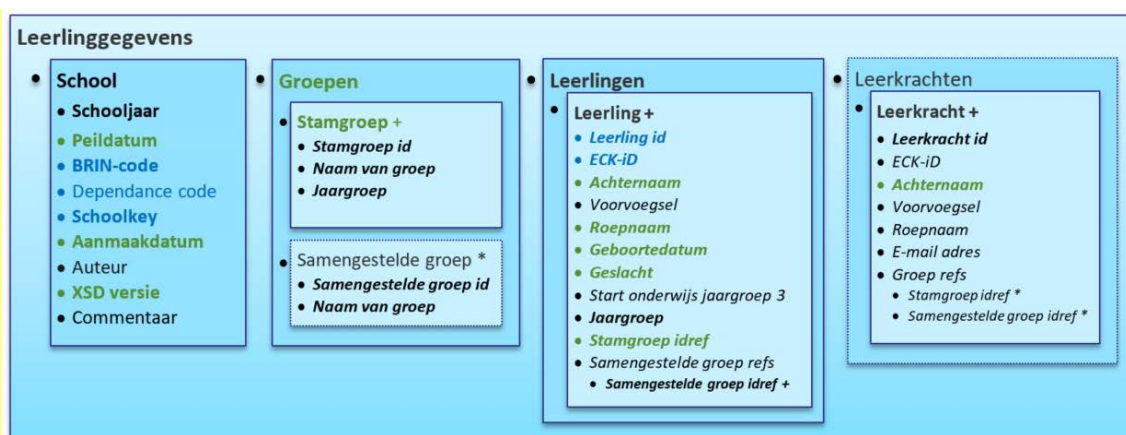 Leerlinggegevens
School
Schooljaar
Peildatum
BRIN-code
Dependance code
Schoolkey
Aanmaakdatum
Auteur
XSD versie
Commentaar
Groepen
Stamgroep +
Stamgroep id
Naam van groep
Jaargroep
Samengestelde groep *
Samengestelde groep id
Naam van groep
Leerlingen
Leerling +
Leerling id
ECK-iD
Achternaam
Voorvoegsel
Roepnaam
Geboortedatum
Geslacht
Start onderwijs jaargroep 3
Jaargroep
Stamgroep idref
Samengestelde groep refs
Samengestelde groep idref +
Leerkrachten
Leerkracht +
Leerkracht id
ECK-iD
Achternaam
Voorvoegsel
Roepnaam
E-mail adres
Groep refs
Stamgroep idref *
Samengestelde groep idref *